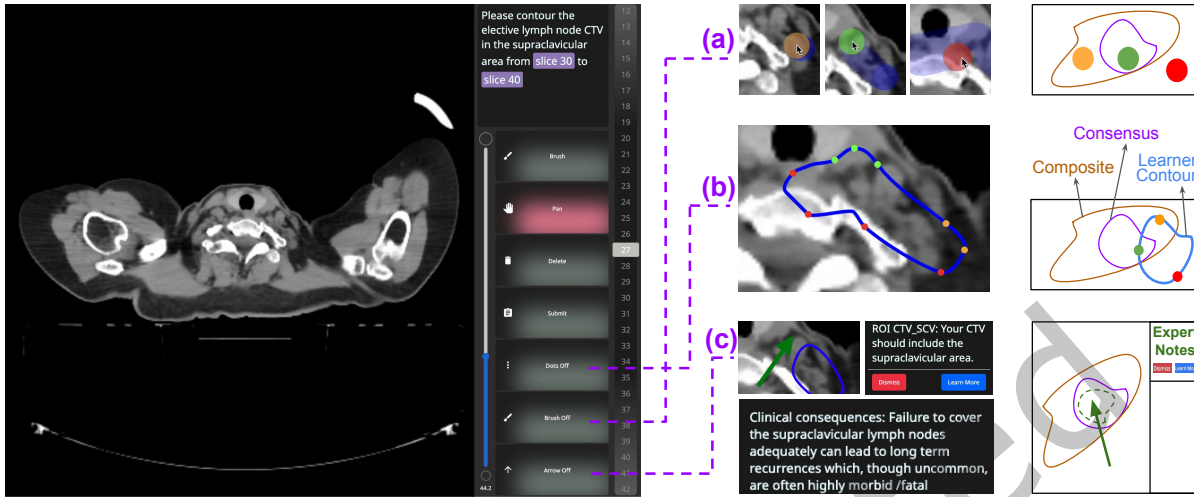 Please contour the
elective lymph node CTV
in the supraclavicular
area from slice 30 to
slice 40
Brush
Pan
Delete
Submit
Dots Off
Brush Off
Arrow Off
44.2
12
13
14
15
16
17
18
19
20
21
22
23
24
25
26
27
28
29
30
31
32
33
34
35
36
37
38
39
40
41
42
(a)
(b)
Consensus
Composite
Learner
Contour
(c)
ROI CTV_SCV: Your CTV
should include the
supraclavicular area.
Dismiss
Learn More
Clinical consequences: Failure to cover
the supraclavicular lymph nodes
adequately can lead to long term
recurrences which, though uncommon,
are often highly morbid /fatal
Expert
Notes
Dismiss
Learn More